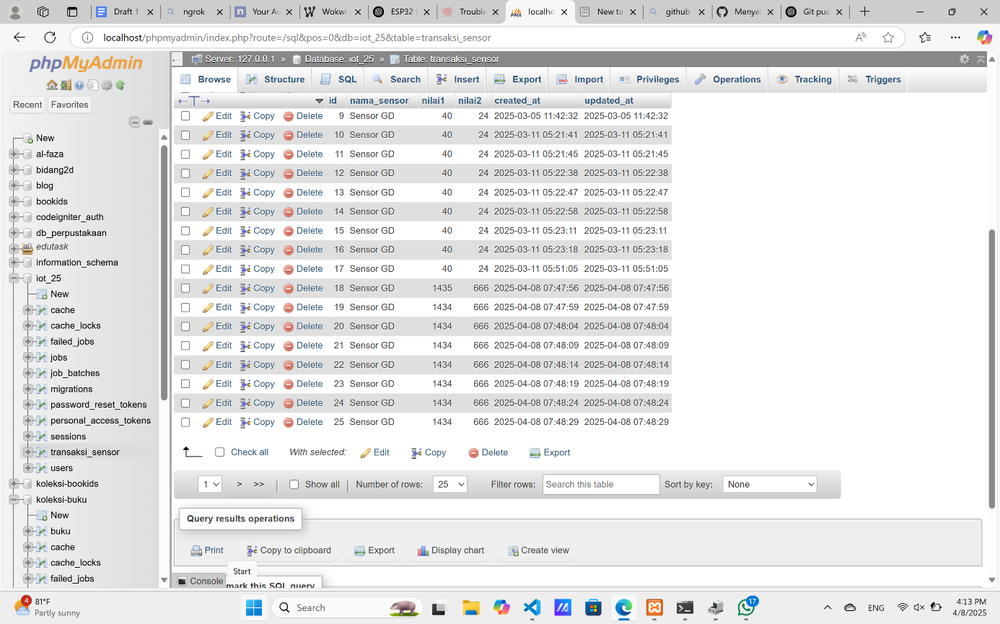 Draft 1
ngrok -
Your Au
Wokwi
ESP32 U
Trouble
localho
New ta
github
Menye
Git pus
localhost/phpmyadmin/index.php?route=/sql&pos=0&db=iot_25&table=transaksi_sensor
phpMyAdmin
Recent Favorites
New
al-faza
bidang2d
blog
bookids
codeigniter_auth
db_perpustakaan
edutask
information_schema
iot_25
New
cache
cache_locks
failed_jobs
jobs
job_batches
migrations
password_reset_tokens
personal_access_tokens
sessions
transaksi_sensor
users
koleksi-bookids
koleksi-buku
New
buku
cache
cache_locks
failed_jobs
Server: 127.0.0.1 » Database: iot_25 » Table: transaksi_sensor
Browse Structure SQL Search Insert Export Import Privileges Operations Tracking Triggers
id nama_sensor nilai1 nilai2 created_at updated_at
Edit Copy Delete 9 Sensor GD 40 24 2025-03-05 11:42:32 2025-03-05 11:42:32
Edit Copy Delete 10 Sensor GD 40 24 2025-03-11 05:21:41 2025-03-11 05:21:41
Edit Copy Delete 11 Sensor GD 40 24 2025-03-11 05:21:45 2025-03-11 05:21:45
Edit Copy Delete 12 Sensor GD 40 24 2025-03-11 05:22:38 2025-03-11 05:22:38
Edit Copy Delete 13 Sensor GD 40 24 2025-03-11 05:22:47 2025-03-11 05:22:47
Edit Copy Delete 14 Sensor GD 40 24 2025-03-11 05:22:58 2025-03-11 05:22:58
Edit Copy Delete 15 Sensor GD 40 24 2025-03-11 05:23:11 2025-03-11 05:23:11
Edit Copy Delete 16 Sensor GD 40 24 2025-03-11 05:23:18 2025-03-11 05:23:18
Edit Copy Delete 17 Sensor GD 40 24 2025-03-11 05:51:05 2025-03-11 05:51:05
Edit Copy Delete 18 Sensor GD 1435 666 2025-04-08 07:47:56 2025-04-08 07:47:56
Edit Copy Delete 19 Sensor GD 1434 666 2025-04-08 07:47:59 2025-04-08 07:47:59
Edit Copy Delete 20 Sensor GD 1434 666 2025-04-08 07:48:04 2025-04-08 07:48:04
Edit Copy Delete 21 Sensor GD 1434 666 2025-04-08 07:48:09 2025-04-08 07:48:09
Edit Copy Delete 22 Sensor GD 1434 666 2025-04-08 07:48:14 2025-04-08 07:48:14
Edit Copy Delete 23 Sensor GD 1434 666 2025-04-08 07:48:19 2025-04-08 07:48:19
Edit Copy Delete 24 Sensor GD 1434 666 2025-04-08 07:48:24 2025-04-08 07:48:24
Edit Copy Delete 25 Sensor GD 1434 666 2025-04-08 07:48:29 2025-04-08 07:48:29
Check all With selected: Edit Copy Delete Export
1 > >> Show all Number of rows: 25 Filter rows: Search this table Sort by key: None
Query results operations
Print Copy to clipboard Export Display chart Create view
Start
Console mark this SQL query
4
81°F
Partly sunny
Search
17
ENG
4:13 PM
4/8/2025